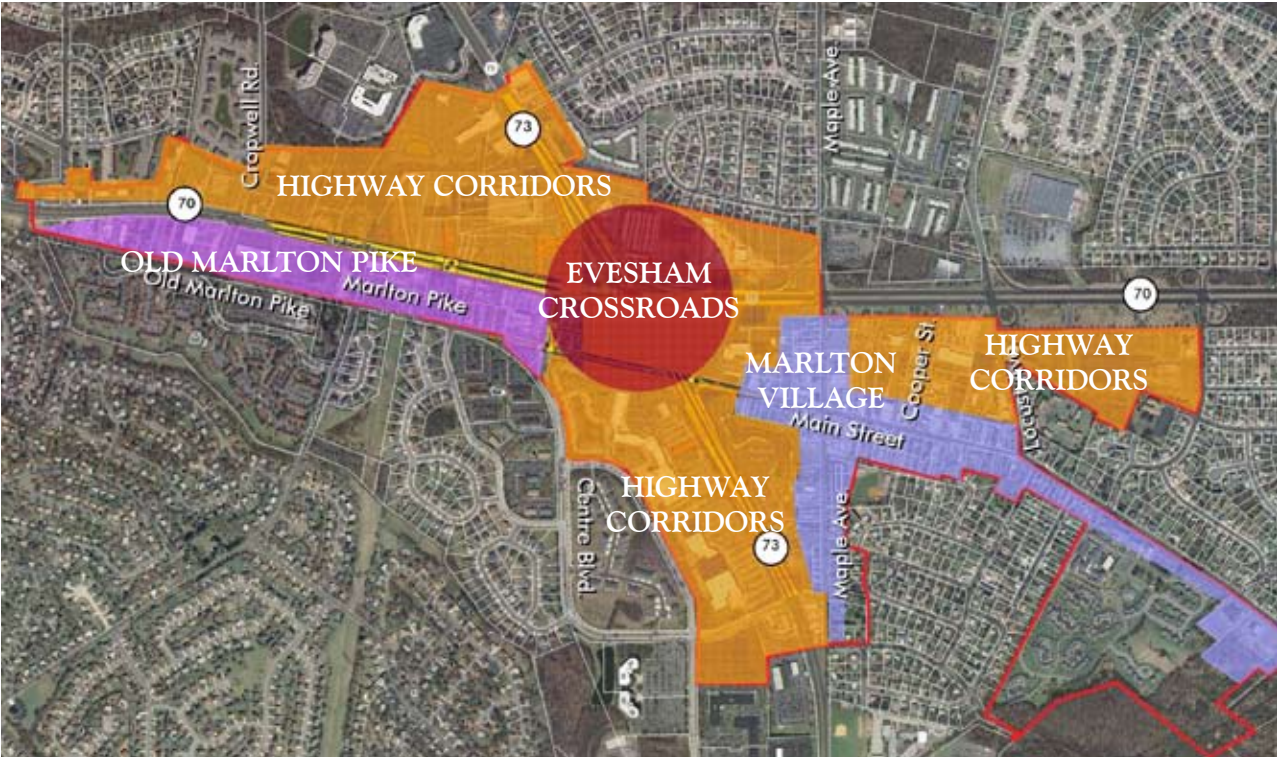 Cropwell Rd
Maple Ave
73
HIGHWAY CORRIDORS
70
OLD MARLTON PIKE
Old Marlton Pike
Marlton Pike
EVESHAM
CROSSROADS
70
MARLTON
VILLAGE
Cooper St
HIGHWAY
CORRIDORS
Main Street
Locust
HIGHWAY
CORRIDORS
Centre Blvd
Maple Ave
73